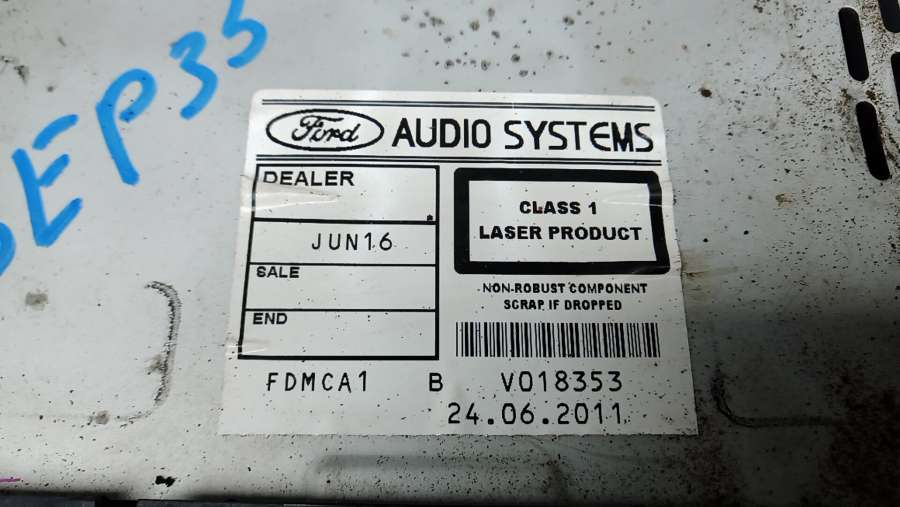 EP35
Ford AUDIO SYSTEMS
DEALER
JUN16
SALE
END
CLASS 1
LASER PRODUCT
NON-ROBUST COMPONENT
SCRAP IF DROPPED
FDMCA1 B V018353
24.06.2011